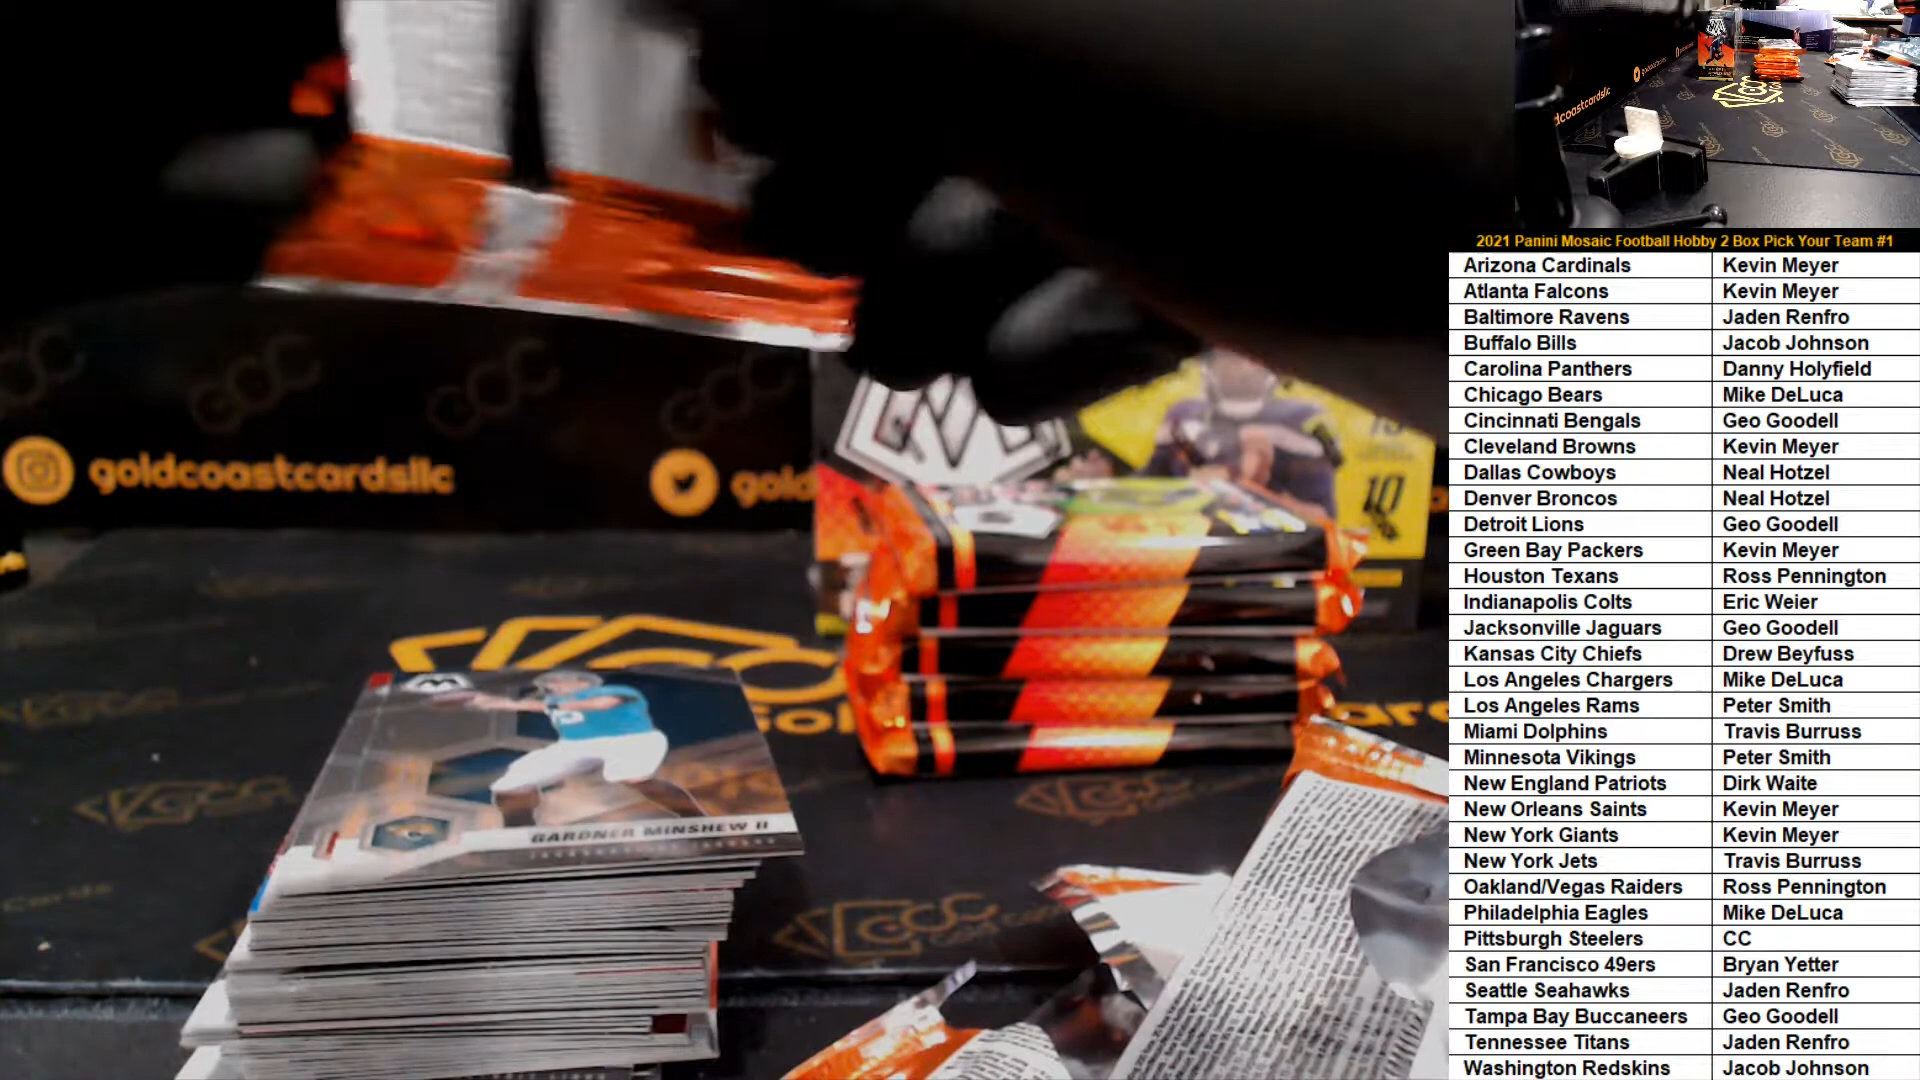 goldcoastcardsllc
gold
10
GARDNER MINSHEW II
GCC
goldcoastcardsllc
2021 Panini Mosaic Football Hobby 2 Box Pick Your Team #1
Arizona Cardinals Kevin Meyer
Atlanta Falcons Kevin Meyer
Baltimore Ravens Jaden Renfro
Buffalo Bills Jacob Johnson
Carolina Panthers Danny Holyfield
Chicago Bears Mike DeLuca
Cincinnati Bengals Geo Goodell
Cleveland Browns Kevin Meyer
Dallas Cowboys Neal Hotzel
Denver Broncos Neal Hotzel
Detroit Lions Geo Goodell
Green Bay Packers Kevin Meyer
Houston Texans Ross Pennington
Indianapolis Colts Eric Weier
Jacksonville Jaguars Geo Goodell
Kansas City Chiefs Drew Beyfuss
Los Angeles Chargers Mike DeLuca
Los Angeles Rams Peter Smith
Miami Dolphins Travis Burruss
Minnesota Vikings Peter Smith
New England Patriots Dirk Waite
New Orleans Saints Kevin Meyer
New York Giants Kevin Meyer
New York Jets Travis Burruss
Oakland/Vegas Raiders Ross Pennington
Philadelphia Eagles Mike DeLuca
Pittsburgh Steelers CC
San Francisco 49ers Bryan Yetter
Seattle Seahawks Jaden Renfro
Tampa Bay Buccaneers Geo Goodell
Tennessee Titans Jaden Renfro
Washington Redskins Jacob Johnson